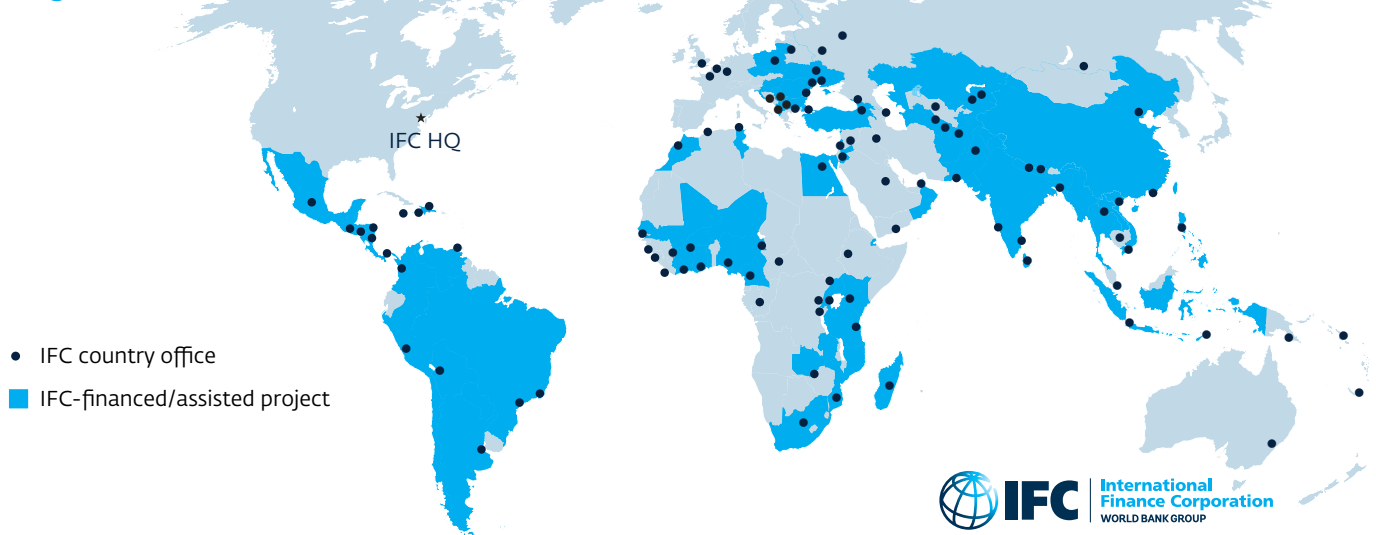 IFC HQ
IFC country office
IFC-financed/assisted project
IFC
International
Finance Corporation
WORLD BANK GROUP